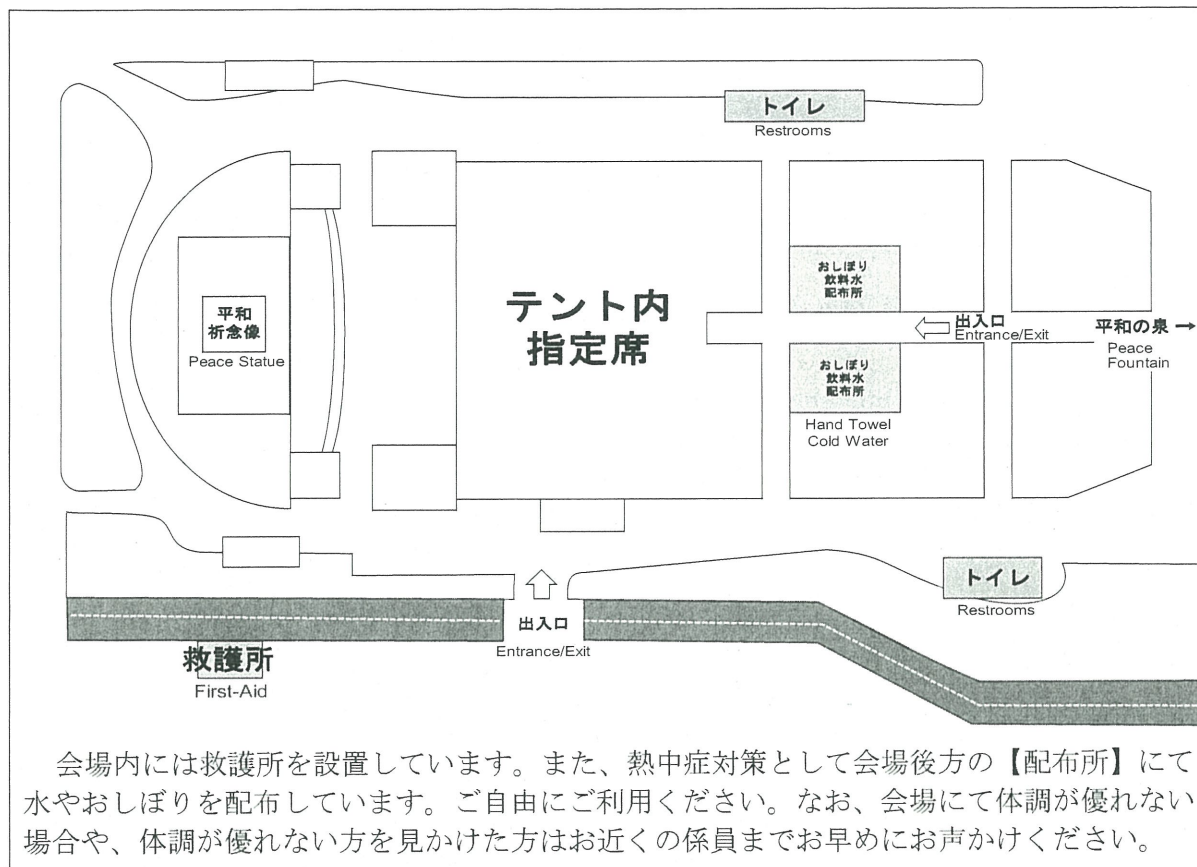 トイレ
Restrooms
平和
祈念像
Peace Statue
テント内
指定席
おしぼり
飲料水
配布所
出入口
Entrance/Exit
平和の泉 →
Peace
Fountain
おしぼり
飲料水
配布所
Hand Towel
Cold Water
トイレ
Restrooms
出入口
Entrance/Exit
救護所
First-Aid
会場内には救護所を設置しています。また、熱中症対策として会場後方の【配布所】にて
水やおしぼりを配布しています。ご自由にご利用ください。なお、会場にて体調が優れない
場合や、体調が優れない方を見かけた方はお近くの係員までお早めにお声かけください。